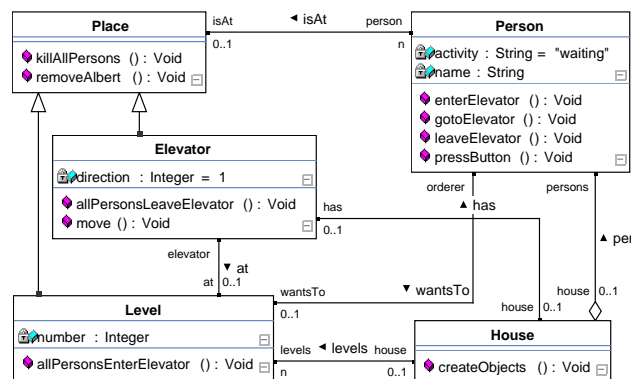 Place
killAllPersons () : Void
removeAlbert () : Void
isAt
◄ isAt
person
0..1
n
Person
activity : String = "waiting"
name : String
enterElevator () : Void
gotoElevator () : Void
leaveElevator () : Void
pressButton () : Void
Elevator
direction : Integer = 1
allPersonsLeaveElevator () : Void
move () : Void
orderer
persons
has
▲ has
0..1
elevator
▼ at
at
0..1
▲ per
wantsTo
▼ wantsTo
0..1
house
0..1
house
0..1
Level
number : Integer
allPersonsEnterElevator () : Void
levels
◄ levels
house
n
0..1
House
createObjects () : Void